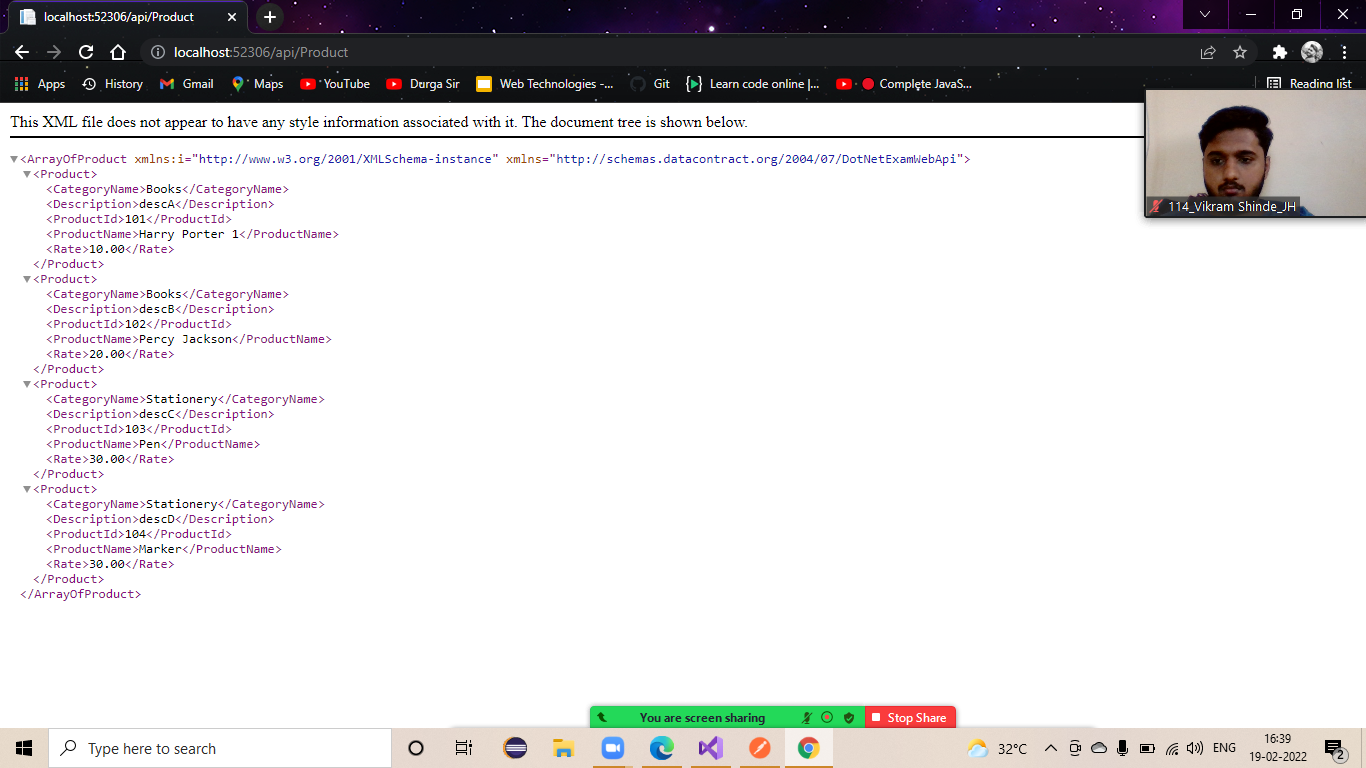 localhost:52306/api/Product
localhost:52306/api/Product
Apps History Gmail Maps YouTube Durga Sir Web Technologies -... Git Learn code online |... Complete JavaS... Reading list
This XML file does not appear to have any style information associated with it. The document tree is shown below.
<ArrayOfProduct xmlns:i="http://www.w3.org/2001/XMLSchema-instance" xmlns="http://schemas.datacontract.org/2004/07/DotNetExamWebApi">
<Product>
<CategoryName>Books</CategoryName>
<Description>descA</Description>
<ProductId>101</ProductId>
<ProductName>Harry Porter 1</ProductName>
<Rate>10.00</Rate>
</Product>
<Product>
<CategoryName>Books</CategoryName>
<Description>descB</Description>
<ProductId>102</ProductId>
<ProductName>Percy Jackson</ProductName>
<Rate>20.00</Rate>
</Product>
<Product>
<CategoryName>Stationery</CategoryName>
<Description>descC</Description>
<ProductId>103</ProductId>
<ProductName>Pen</ProductName>
<Rate>30.00</Rate>
</Product>
<Product>
<CategoryName>Stationery</CategoryName>
<Description>descD</Description>
<ProductId>104</ProductId>
<ProductName>Marker</ProductName>
<Rate>30.00</Rate>
</Product>
</ArrayOfProduct>
114_Vikram Shinde_JH
You are screen sharing Stop Share
Type here to search
32°C ENG
16:39
19-02-2022
2